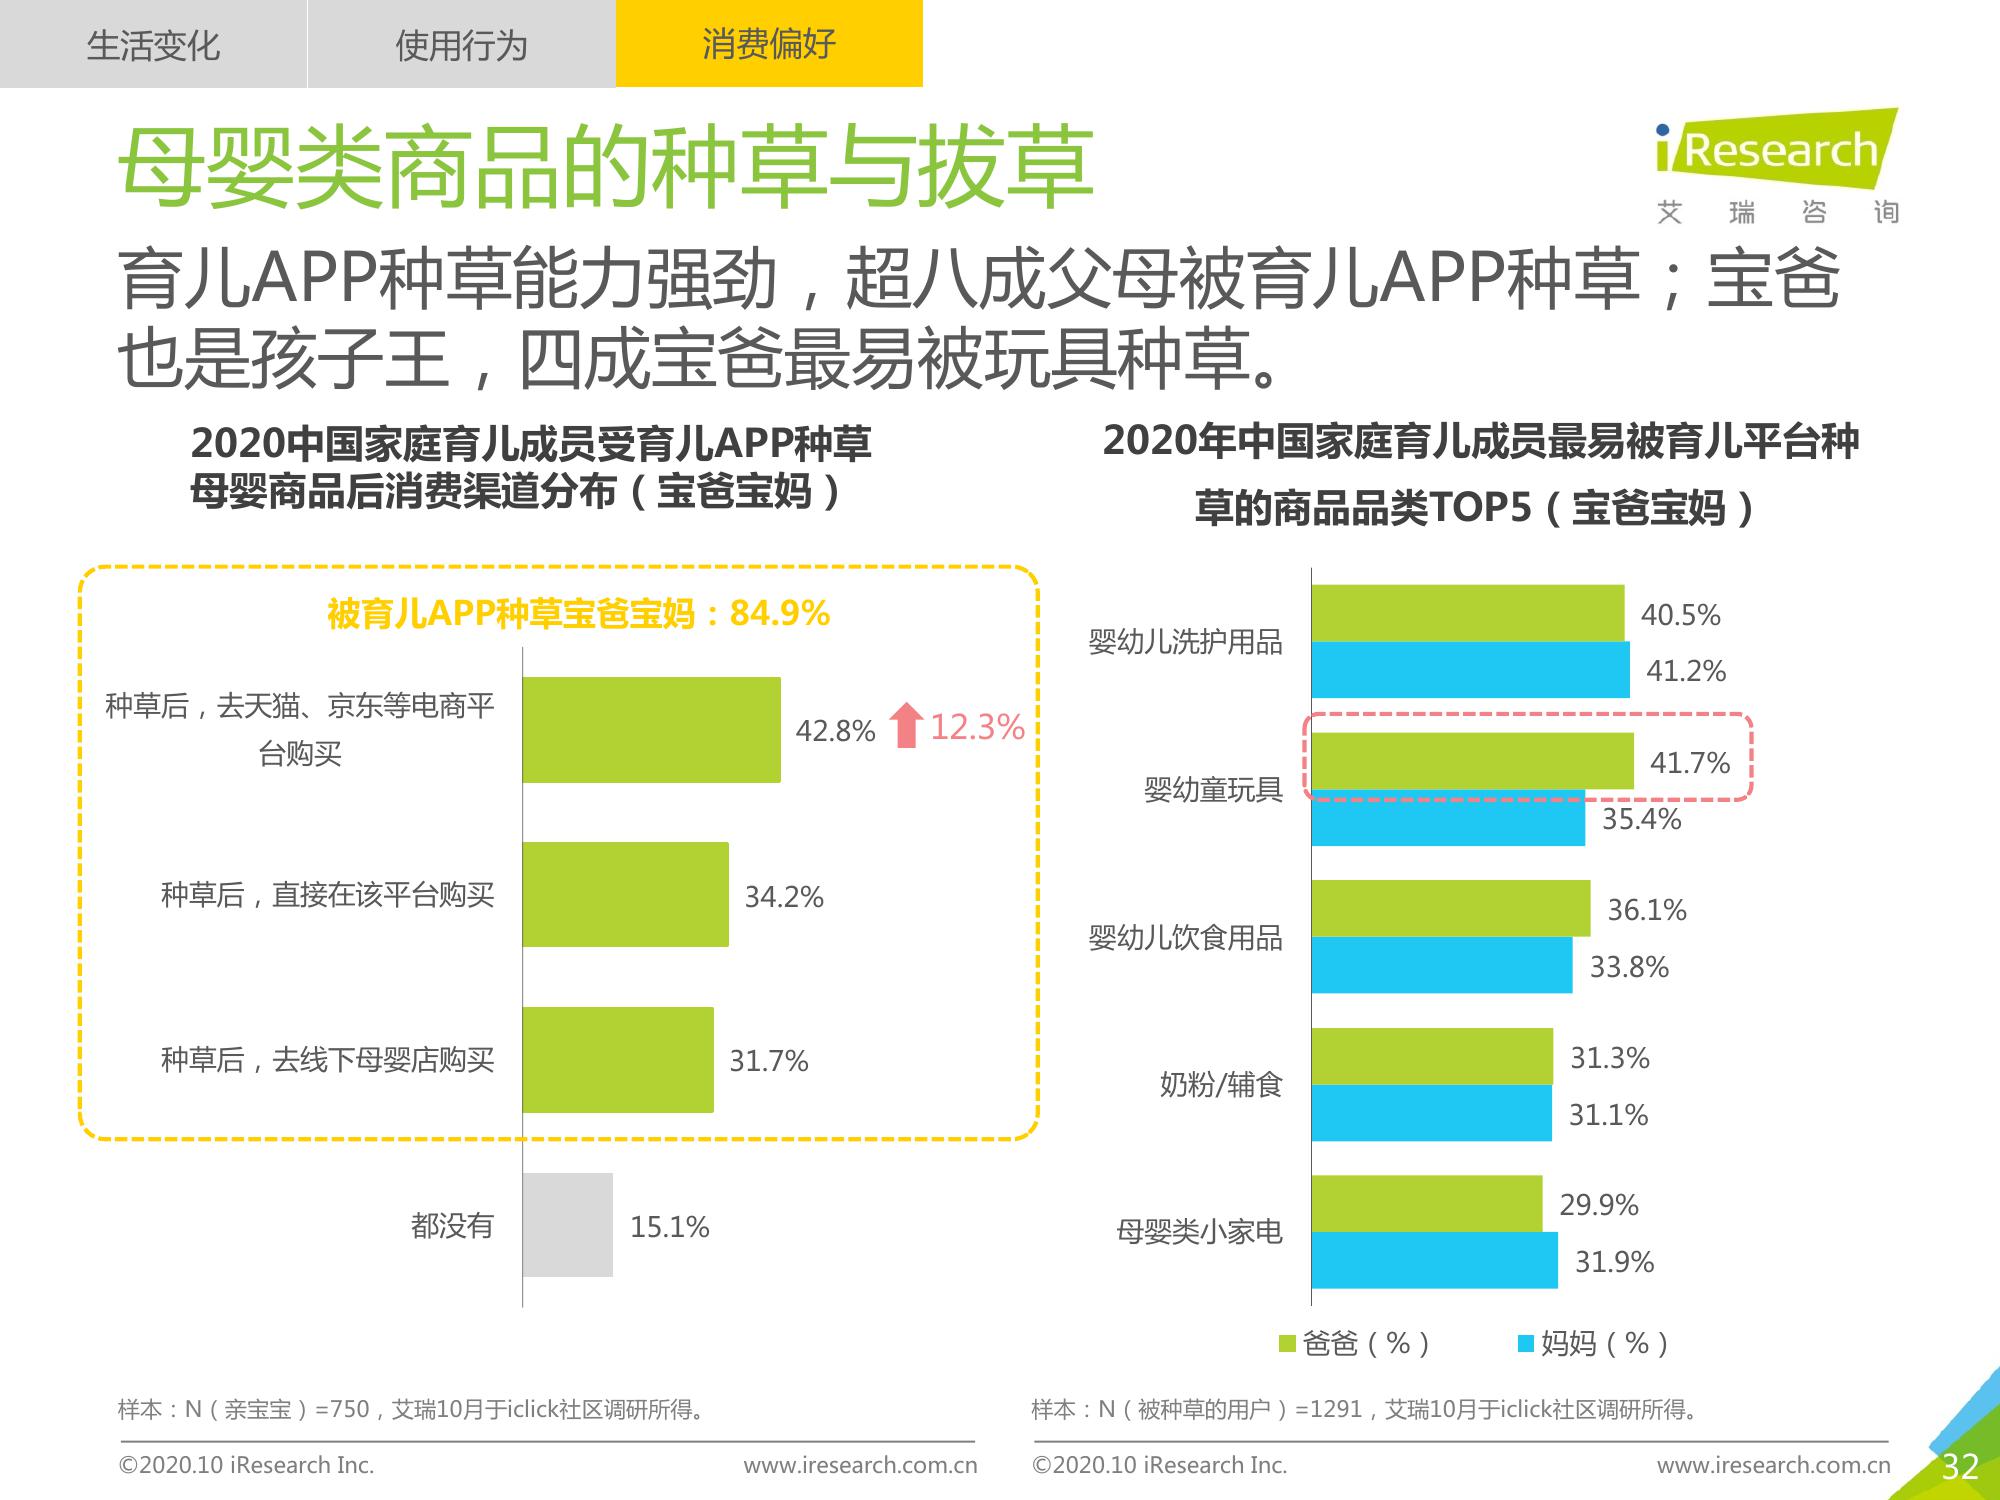 生活变化
使用行为
消费偏好
母婴类商品的种草与拔草
iResearch
艾瑞咨询
育儿APP种草能力强劲，超八成父母被育儿APP种草；宝爸
也是孩子王，四成宝爸最易被玩具种草。
2020中国家庭育儿成员受育儿APP种草
母婴商品后消费渠道分布（宝爸宝妈）
被育儿APP种草宝爸宝妈：84.9%
种草后，去天猫、京东等电商平
台购买
42.8%
12.3%
种草后，直接在该平台购买
34.2%
种草后，去线下母婴店购买
31.7%
都没有
15.1%
2020年中国家庭育儿成员最易被育儿平台种
草的商品品类TOP5（宝爸宝妈）
婴幼儿洗护用品
40.5%
41.2%
婴幼童玩具
41.7%
35.4%
婴幼儿饮食用品
36.1%
33.8%
奶粉/辅食
31.3%
31.1%
母婴类小家电
29.9%
31.9%
爸爸（%）
妈妈（%）
样本：N（亲宝宝）=750，艾瑞10月于iclick社区调研所得。
样本：N（被种草的用户）=1291，艾瑞10月于iclick社区调研所得。
©2020.10 iResearch Inc.
www.iresearch.com.cn
©2020.10 iResearch Inc.
www.iresearch.com.cn
32